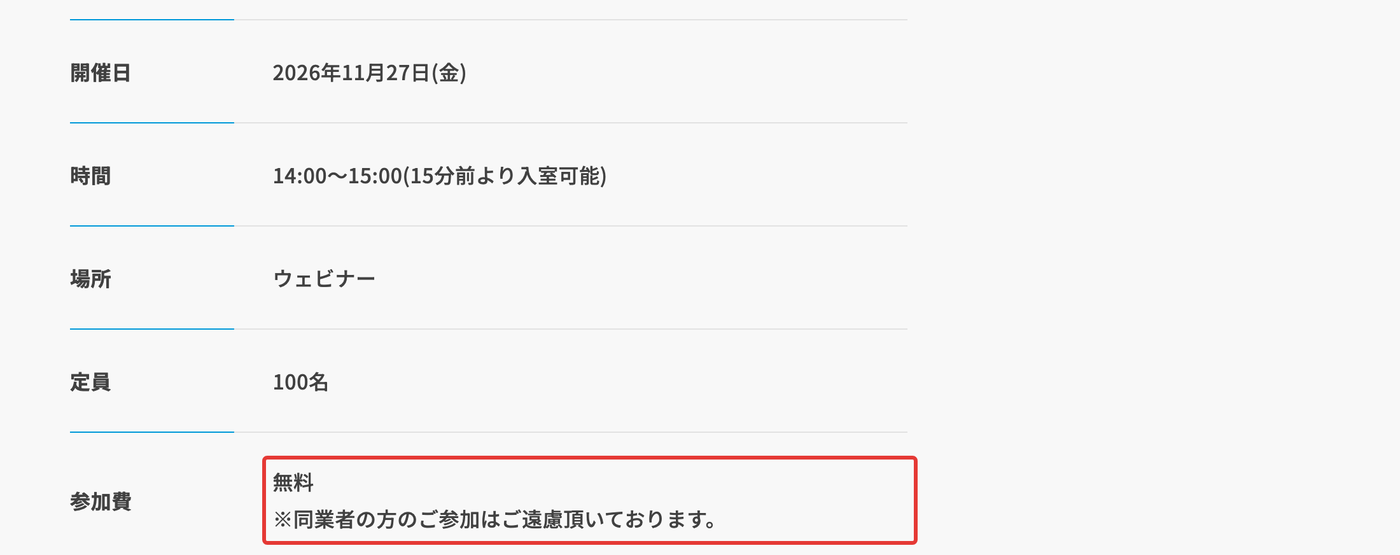 開催日
2026年11月27日(金)
時間
14:00〜15:00(15分前より入室可能)
場所
ウェビナー
定員
100名
参加費
無料
※同業者の方のご参加はご遠慮頂いております。